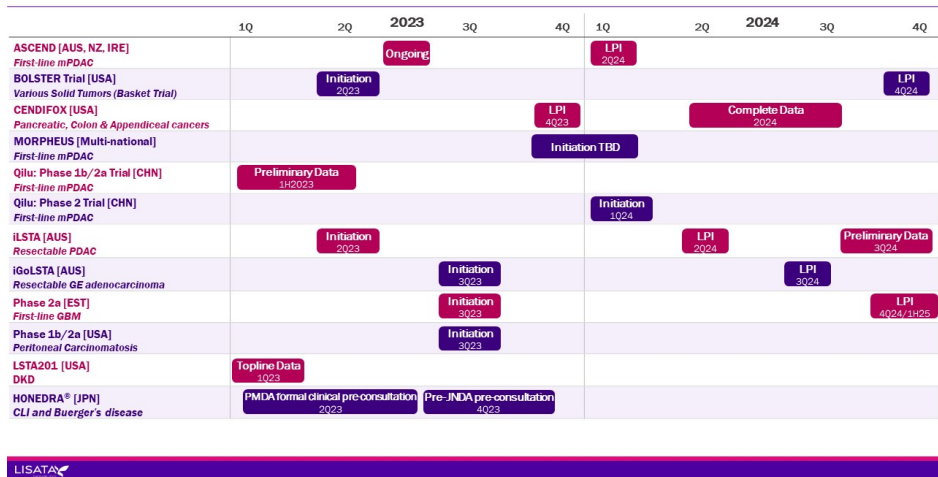 2023
2024
1Q 2Q 3Q 4Q 1Q 2Q 3Q 4Q
ASCEND [AUS, NZ, IRE]
First-line mPDAC
Ongoing
LPI
2Q24
BOLSTER Trial [USA]
Various Solid Tumors (Basket Trial)
Initiation
2Q23
LPI
4Q24
CENDIFOX [USA]
Pancreatic, Colon & Appendiceal cancers
LPI
4Q23
Complete Data
2024
MORPHEUS [Multi-national]
First-line mPDAC
Initiation TBD
Qilu: Phase 1b/2a Trial [CHN]
First-line mPDAC
Preliminary Data
1H2023
Qilu: Phase 2 Trial [CHN]
First-line mPDAC
Initiation
1Q24
iLSTA [AUS]
Resectable PDAC
Initiation
2Q23
LPI
2Q24
Preliminary Data
3Q24
iGoLSTA [AUS]
Resectable GE adenocarcinoma
Initiation
3Q23
LPI
3Q24
Phase 2a [EST]
First-line GBM
Initiation
3Q23
LPI
4Q24/1H25
Phase 1b/2a [USA]
Peritoneal Carcinomatosis
Initiation
3Q23
LSTA201 [USA]
DKD
Topline Data
1Q23
HONEDRA® [JPN]
CLI and Buerger's disease
PMDA formal clinical pre-consultation
2Q23
Pre-JNDA pre-consultation
4Q23
LISATA